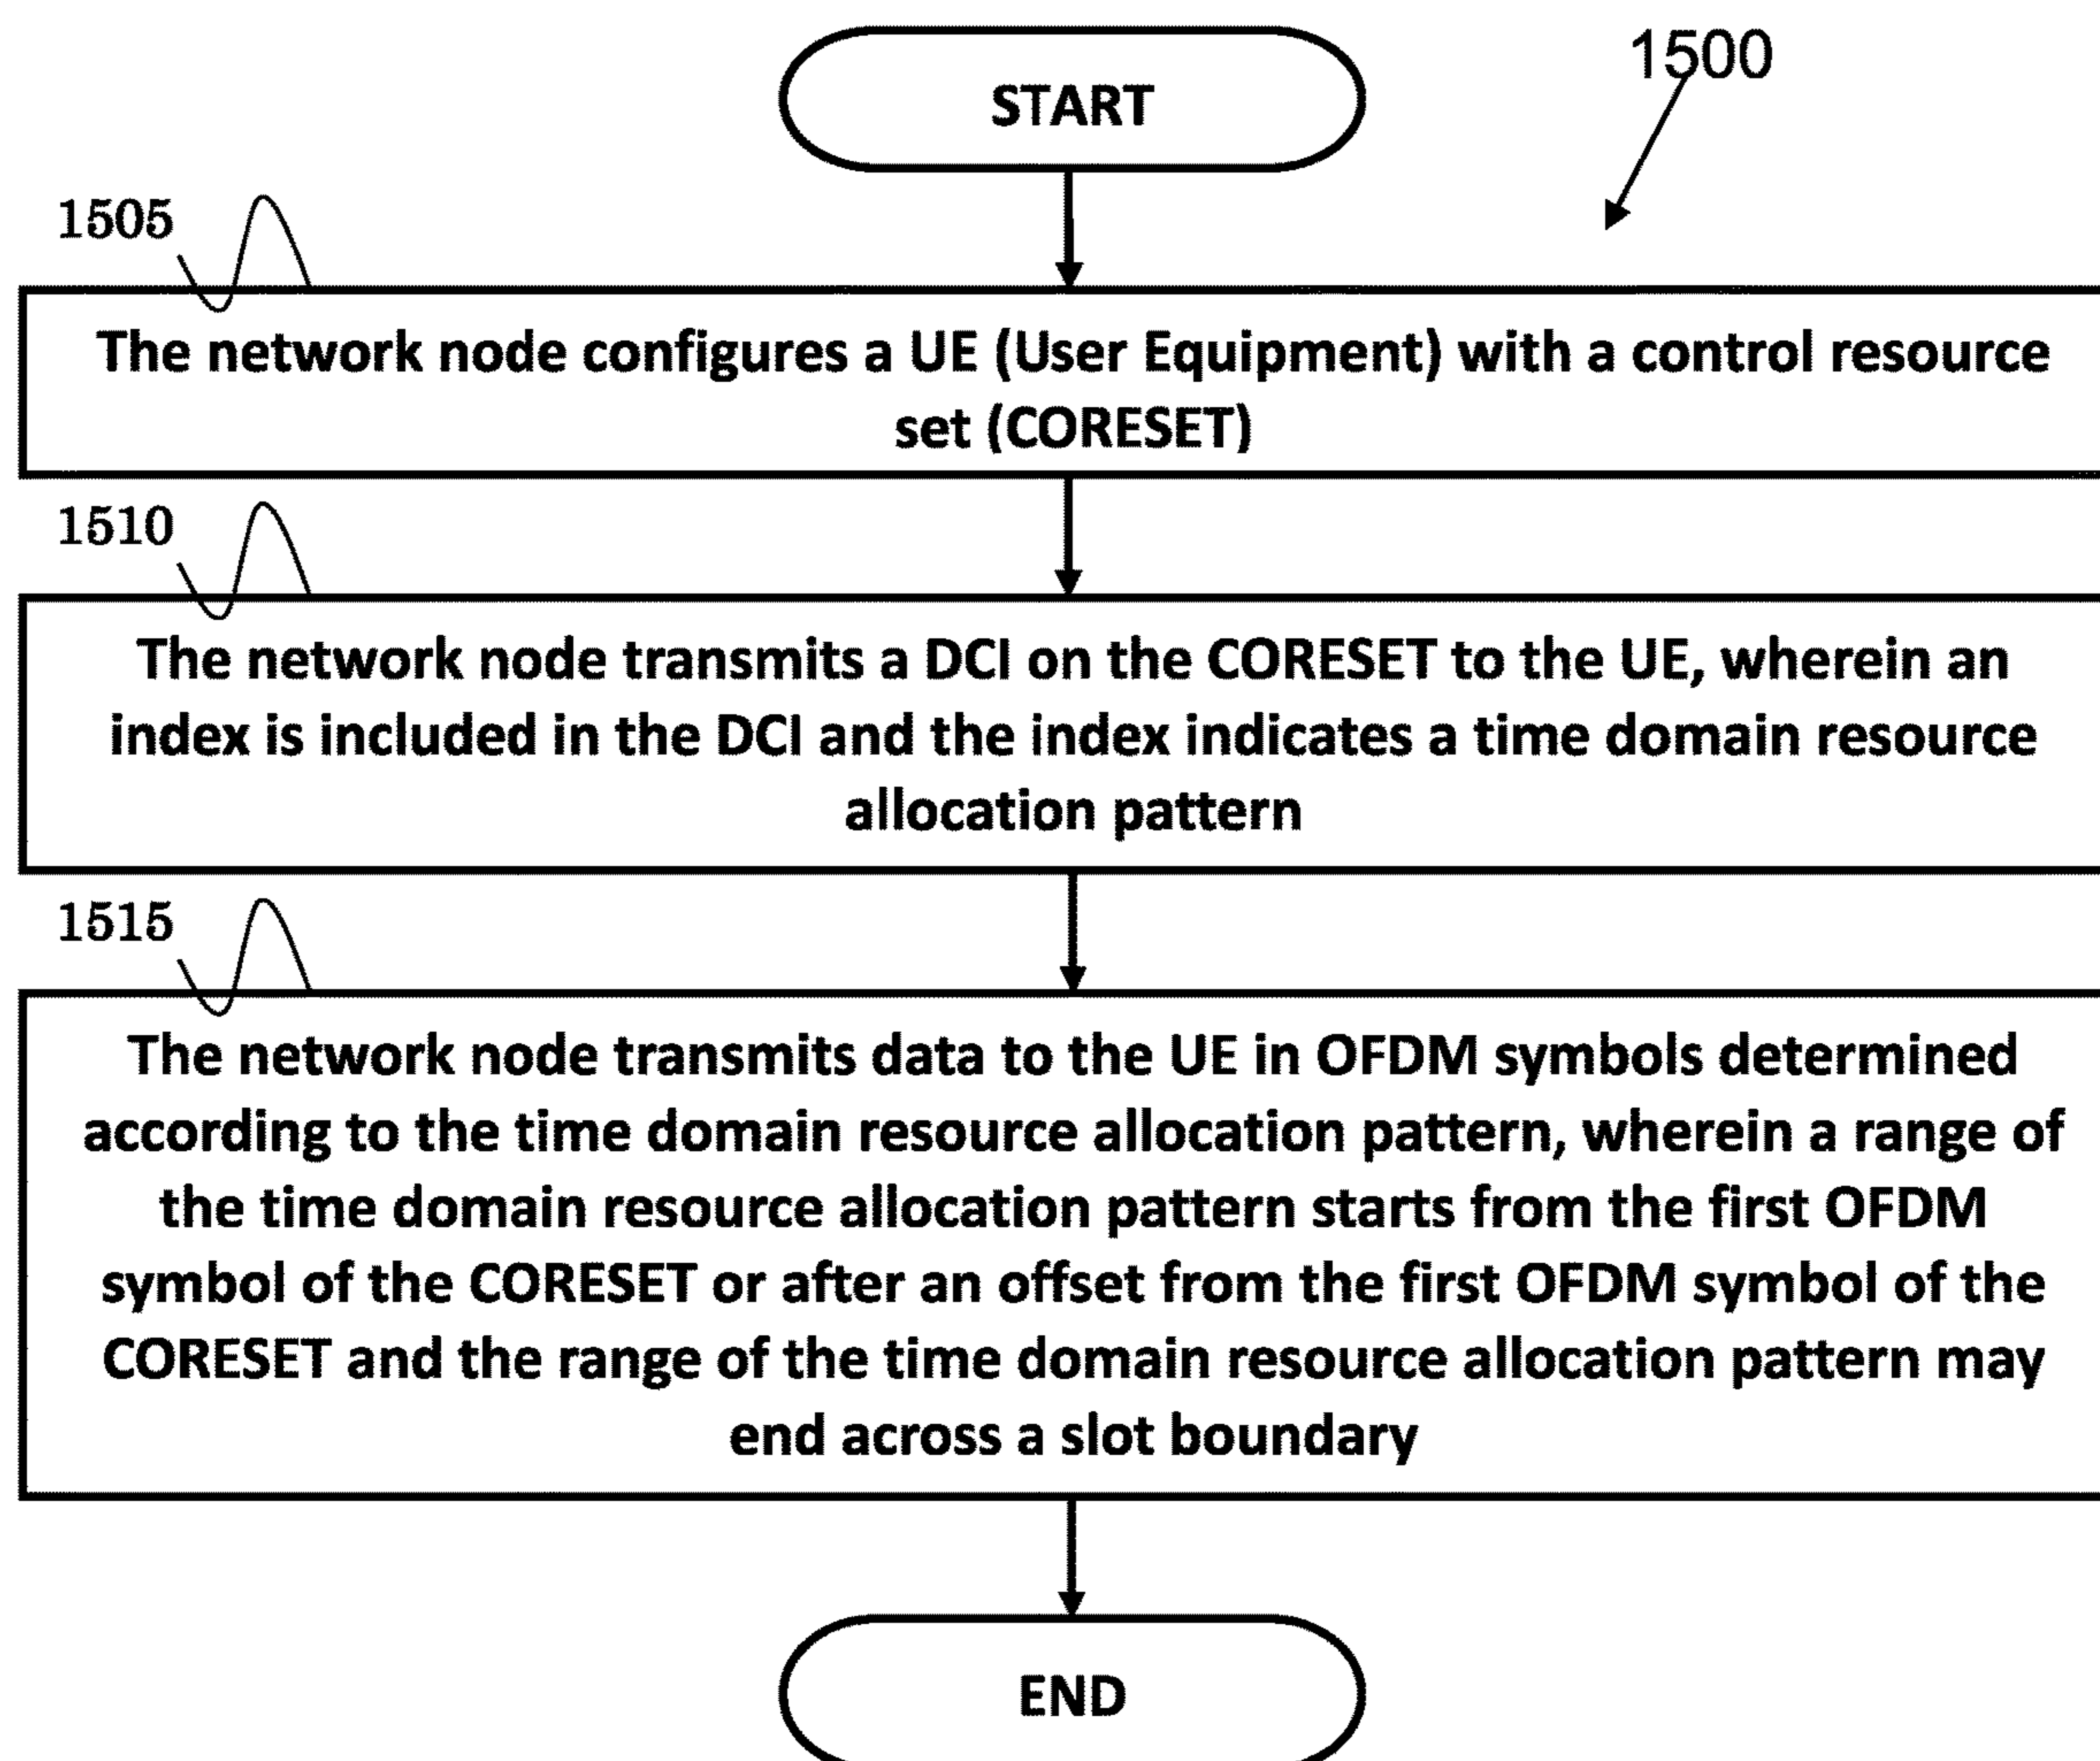 START
1500
1505
The network node configures a UE (User Equipment) with a control resource
set (CORESET)
1510
The network node transmits a DCI on the CORESET to the UE, wherein an
index is included in the DCI and the index indicates a time domain resource
allocation pattern
1515
The network node transmits data to the UE in OFDM symbols determined
according to the time domain resource allocation pattern, wherein a range of
the time domain resource allocation pattern starts from the first OFDM
symbol of the CORESET or after an offset from the first OFDM symbol of the
CORESET and the range of the time domain resource allocation pattern may
end across a slot boundary
END